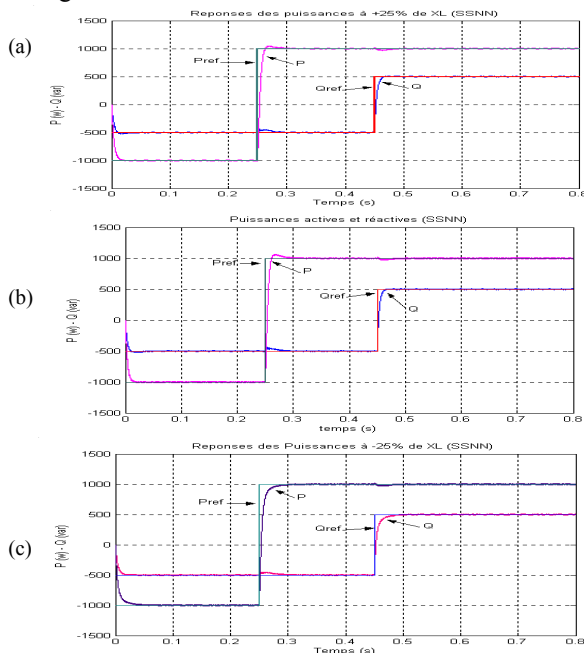 (a)
Reponses des puissances à +25% de XL (SSNN)
P (w) - Q (var)
1500
1000
500
0
-500
-1000
-1500
Pref
P
Qref
Q
0 0.1 0.2 0.3 0.4 0.5 0.6 0.7 0.8
Temps (s)
(b)
Puissances actives et réactives (SSNN)
P (w) - Q (var)
1500
1000
500
0
-500
-1000
-1500
Pref
P
Qref
Q
0 0.1 0.2 0.3 0.4 0.5 0.6 0.7 0.8
temps (s)
(c)
Reponses des Puissances à -25% de XL (SSNN)
P (w) - Q (var)
1500
1000
500
0
-500
-1000
-1500
Pref
P
Qref
Q
0 0.1 0.2 0.3 0.4 0.5 0.6 0.7 0.8
Temps (s)